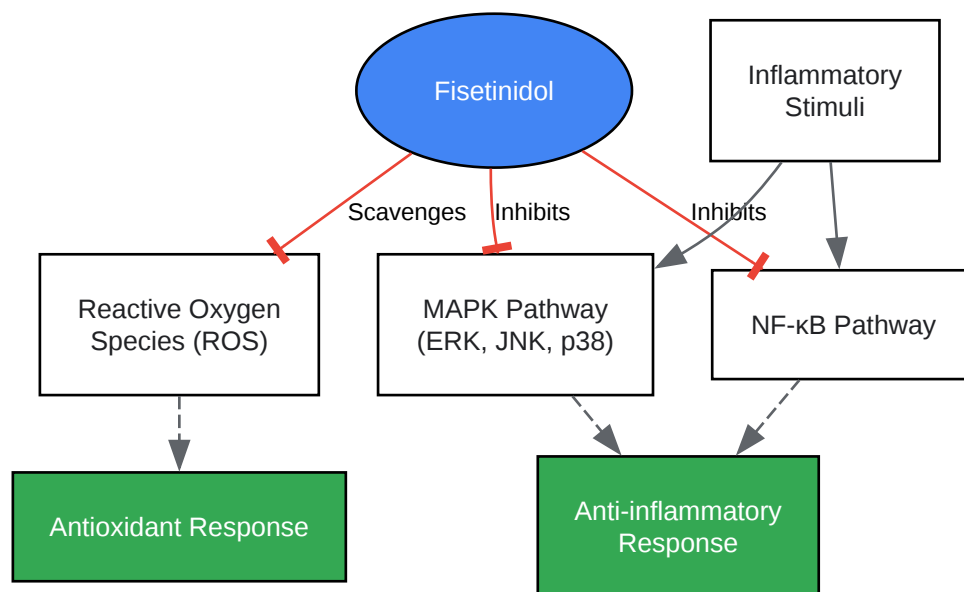 Fisetinidol
Inflammatory
Stimuli
Scavenges
Inhibits
Inhibits
Reactive Oxygen
Species (ROS)
MAPK Pathway
(ERK, JNK, p38)
NF-κB Pathway
Antioxidant Response
Anti-inflammatory
Response